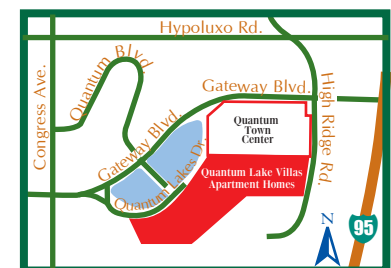 Hypoluxo Rd.
Congress Ave.
Quantum Blvd.
Gateway Blvd.
Gateway Blvd.
High Ridge Rd.
Quantum Lakes Dr.
Quantum
Town
Center
Quantum Lake Villas
Apartment Homes
N
95